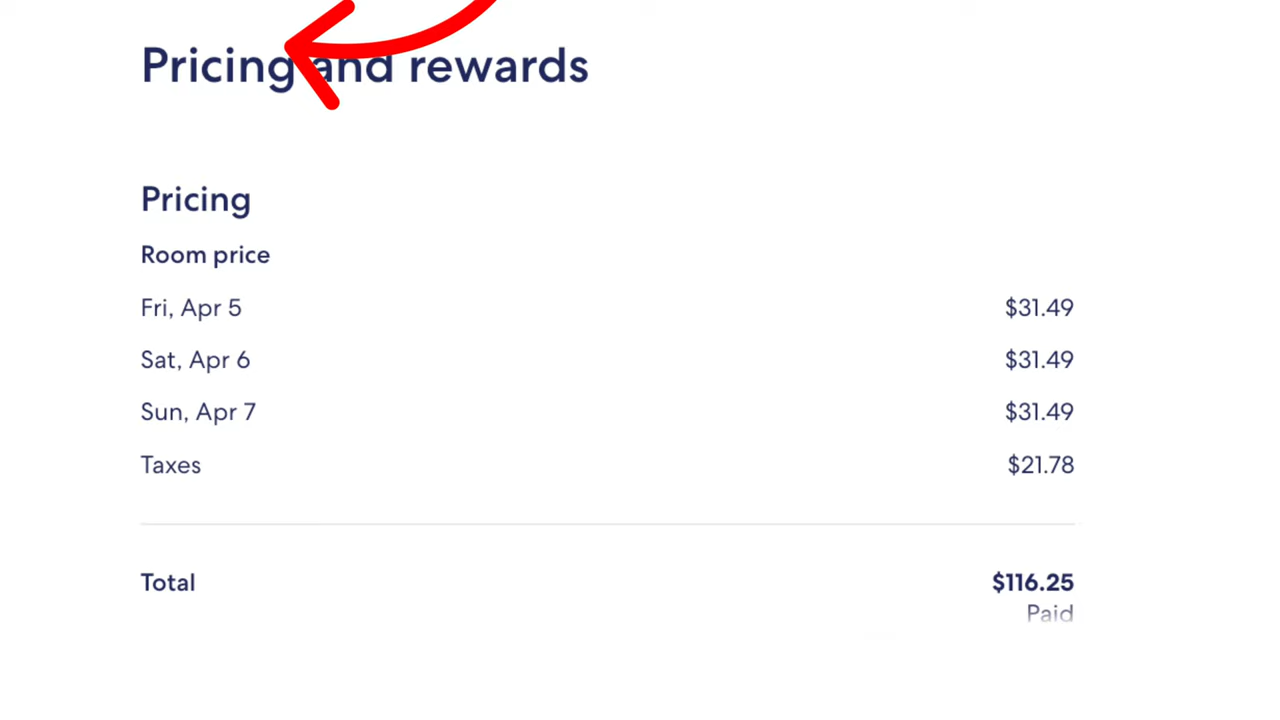 Pricing and rewards
Pricing
Room price
Fri, Apr 5 $31.49
Sat, Apr 6 $31.49
Sun, Apr 7 $31.49
Taxes $21.78
Total $116.25
Paid